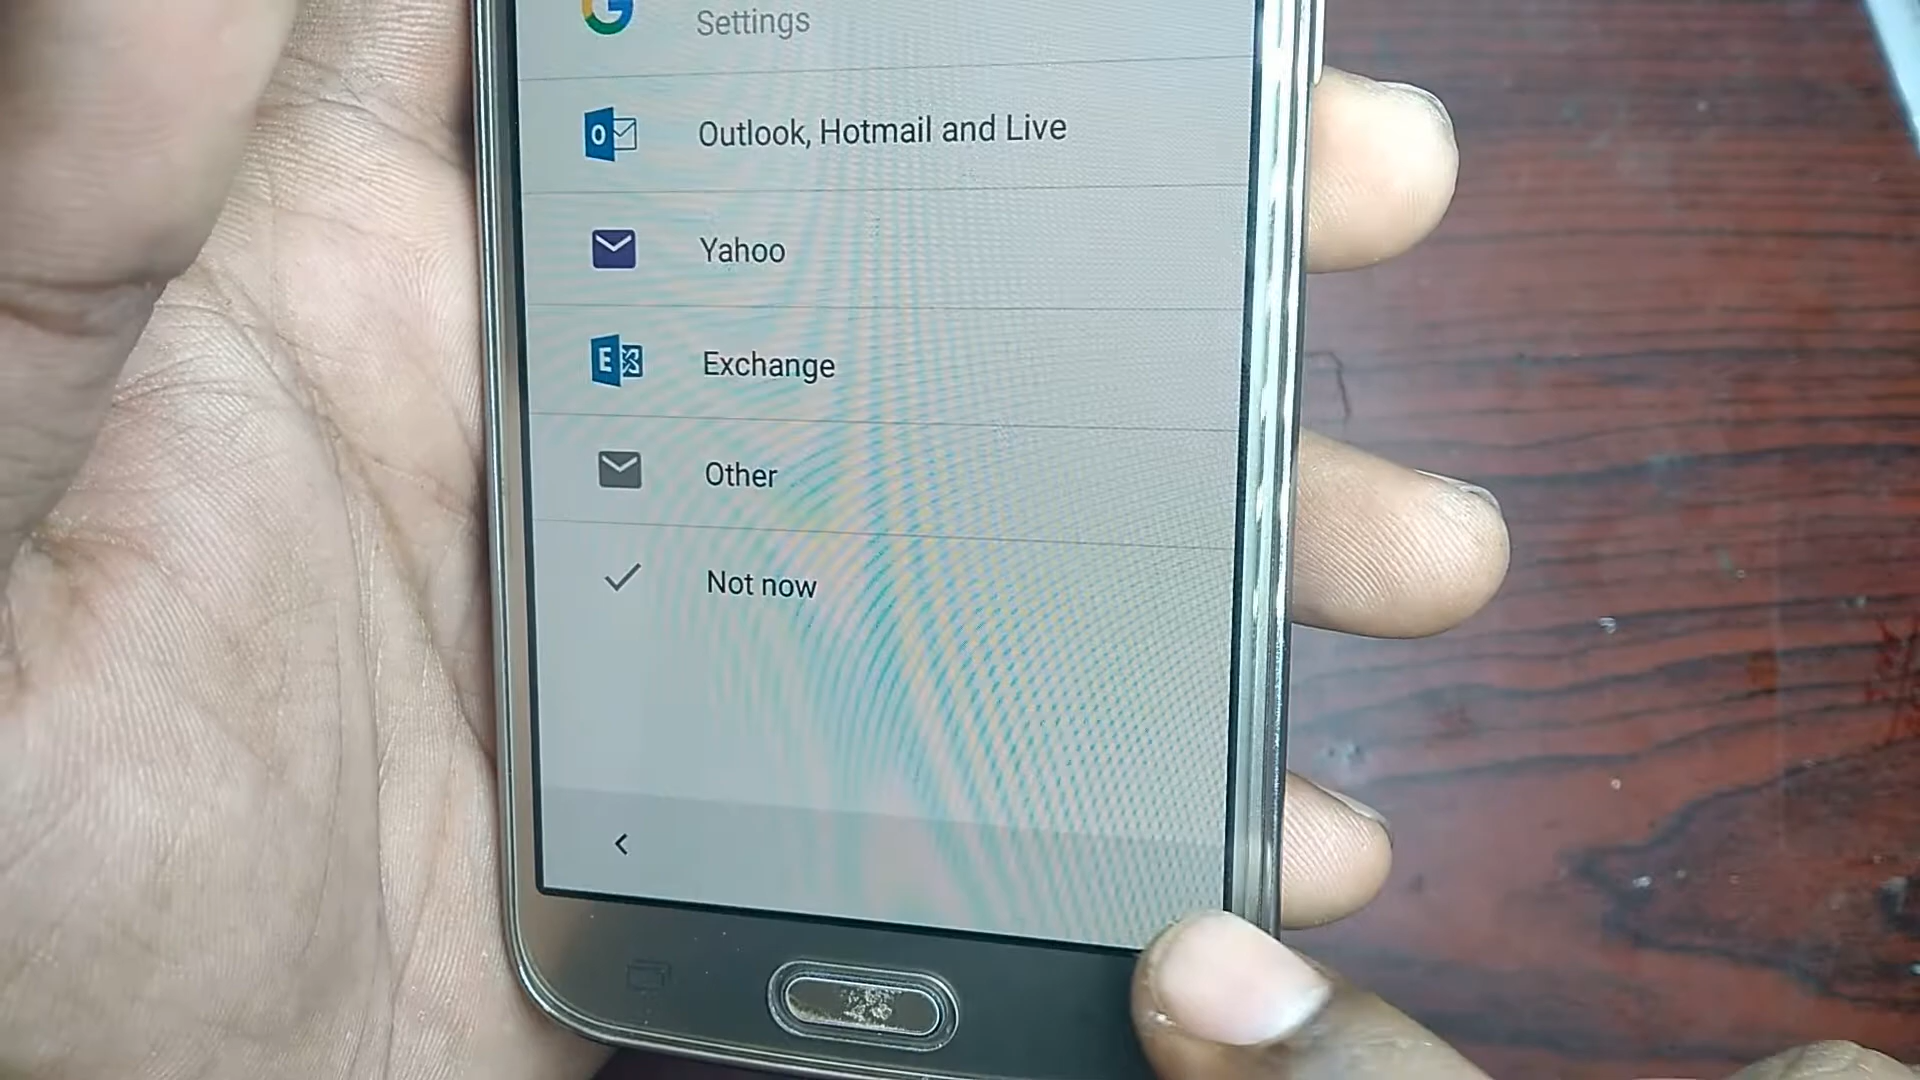 Settings
Outlook, Hotmail and Live
Yahoo
Exchange
Other
Not now